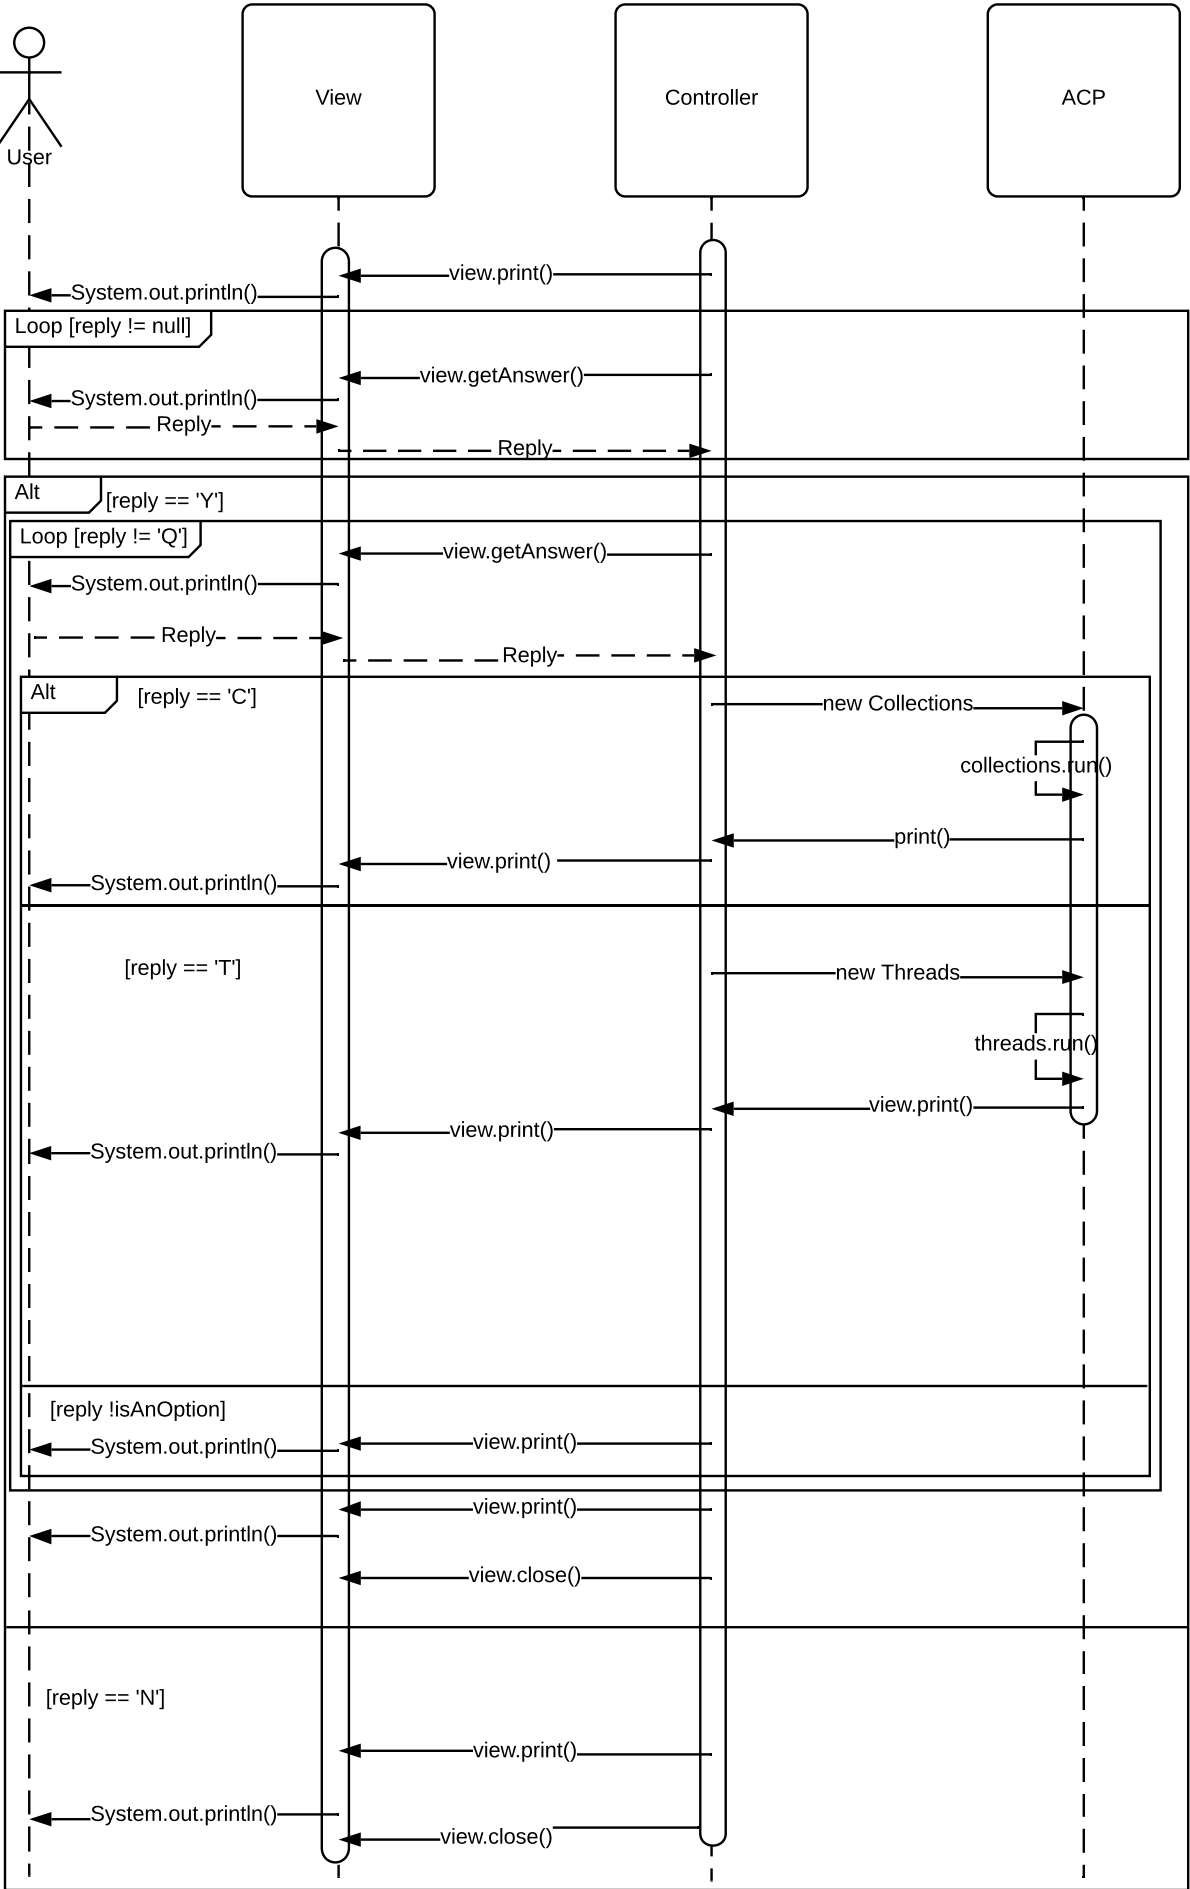 View
Controller
ACP
User
view.print()
System.out.println()
Loop [reply != null]
view.getAnswer()
System.out.println()
Reply
Reply
Alt
[reply == 'Y']
Loop [reply != 'Q']
view.getAnswer()
System.out.println()
Reply
Reply
Alt
[reply == 'C']
new Collections
collections.run()
print()
view.print()
System.out.println()
[reply == 'T']
new Threads
threads.run()
view.print()
view.print()
System.out.println()
[reply !isAnOption]
view.print()
System.out.println()
view.print()
System.out.println()
view.close()
[reply == 'N']
view.print()
System.out.println()
view.close()